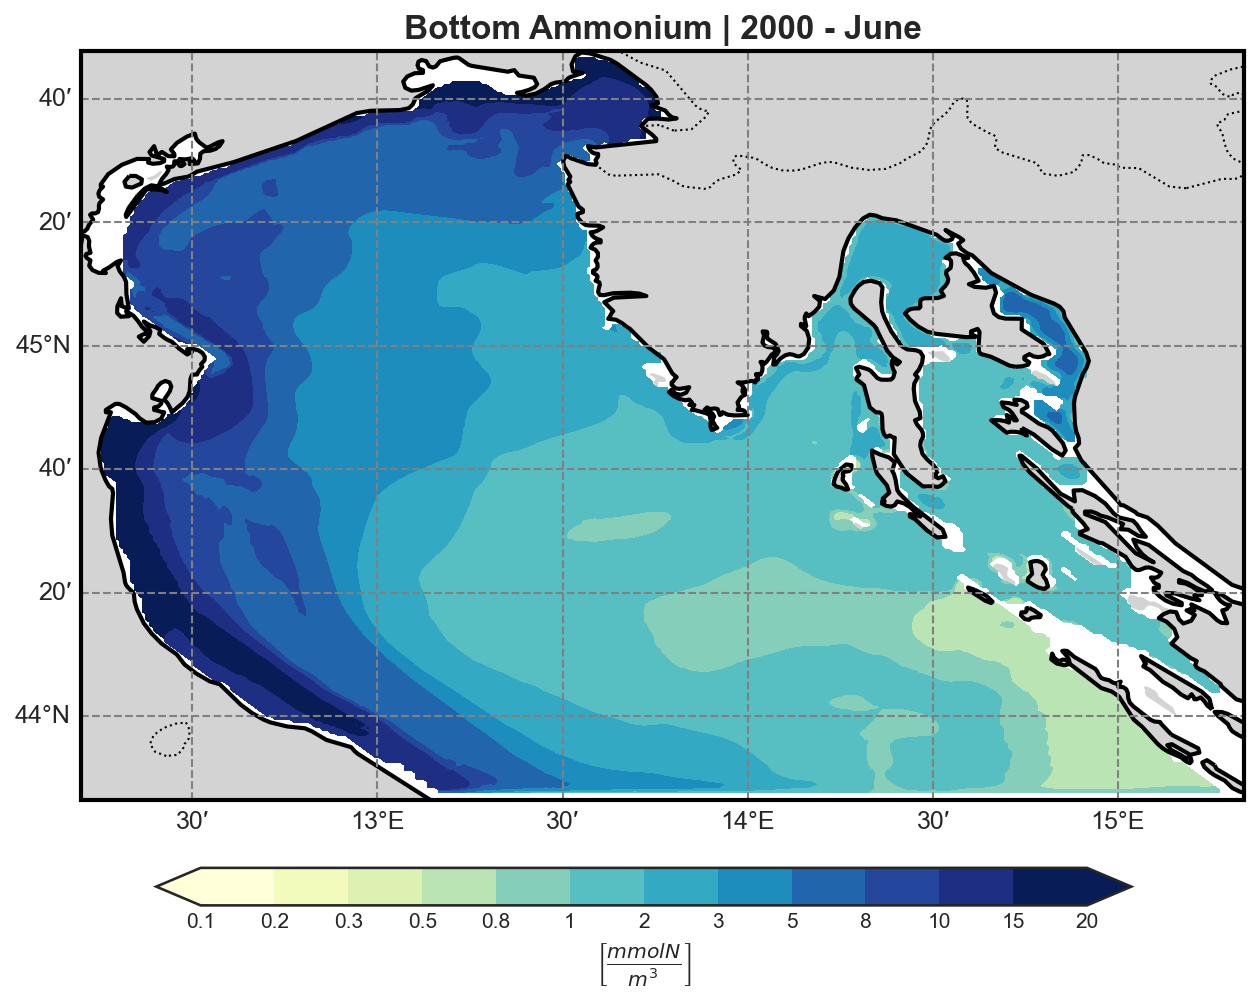 Bottom Ammonium | 2000 - June
40′
20′
45°N
40′
20′
44°N
30′ 13°E 30′ 14°E 30′ 15°E
0.1 0.2 0.3 0.5 0.8 1 2 3 5 8 10 15 20
[mmolN/m³]